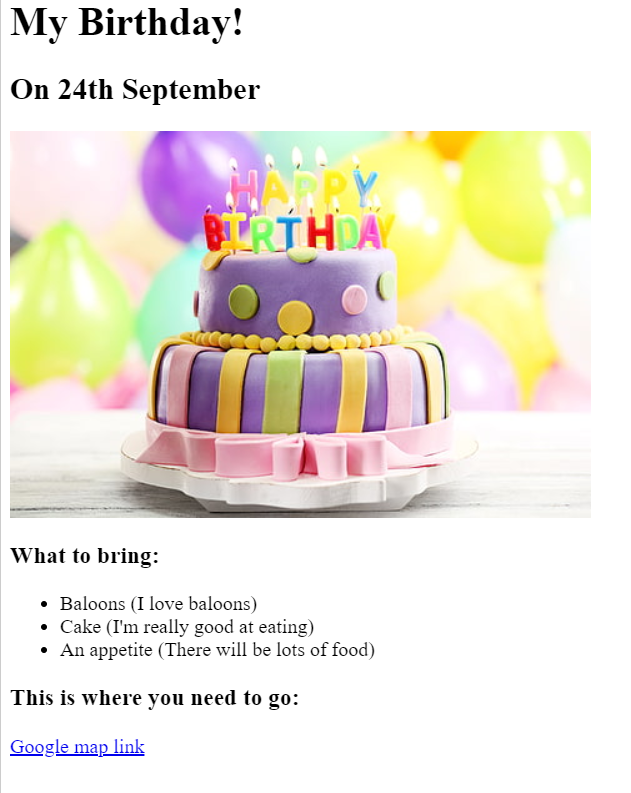 My Birthday!
On 24th September
HAPPY
BIRTHDAY
What to bring:
Baloons (I love baloons)
Cake (I'm really good at eating)
An appetite (There will be lots of food)
This is where you need to go:
Google map link